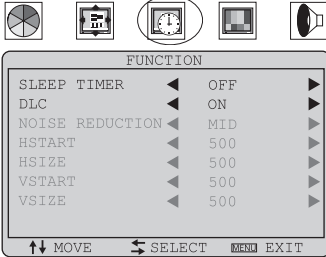 FUNCTION
SLEEP TIMER ◀ OFF ▶
DLC ◀ ON ▶
NOISE REDUCTION ◀ MID ▶
HSTART ◀ 500 ▶
HSIZE ◀ 500 ▶
VSTART ◀ 500 ▶
VSIZE ◀ 500 ▶
MOVE SELECT MENU EXIT